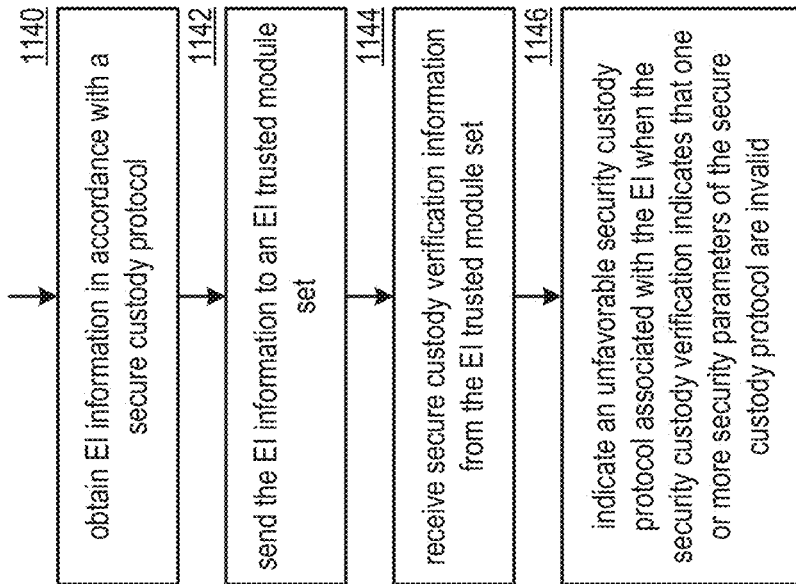 1140
obtain EI information in accordance with a
secure custody protocol
1142
send the EI information to an EI trusted module
set
1144
receive secure custody verification information
from the EI trusted module set
1146
indicate an unfavorable security custody
protocol associated with the EI when the
security custody verification indicates that one
or more security parameters of the secure
custody protocol are invalid